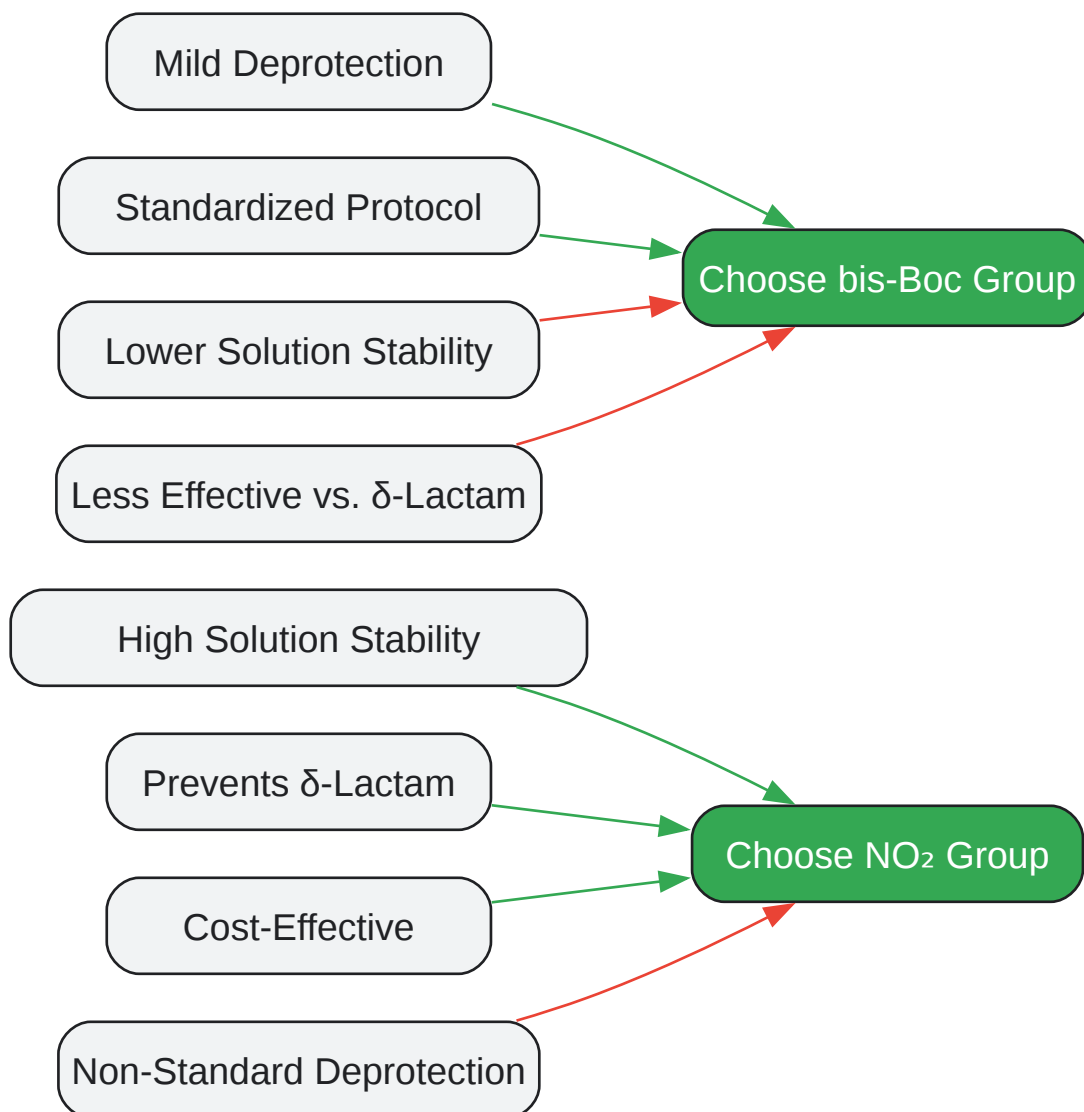 Mild Deprotection
Standardized Protocol
Choose bis-Boc Group
Lower Solution Stability
Less Effective vs. δ-Lactam
High Solution Stability
Prevents δ-Lactam
Choose NO₂ Group
Cost-Effective
Non-Standard Deprotection